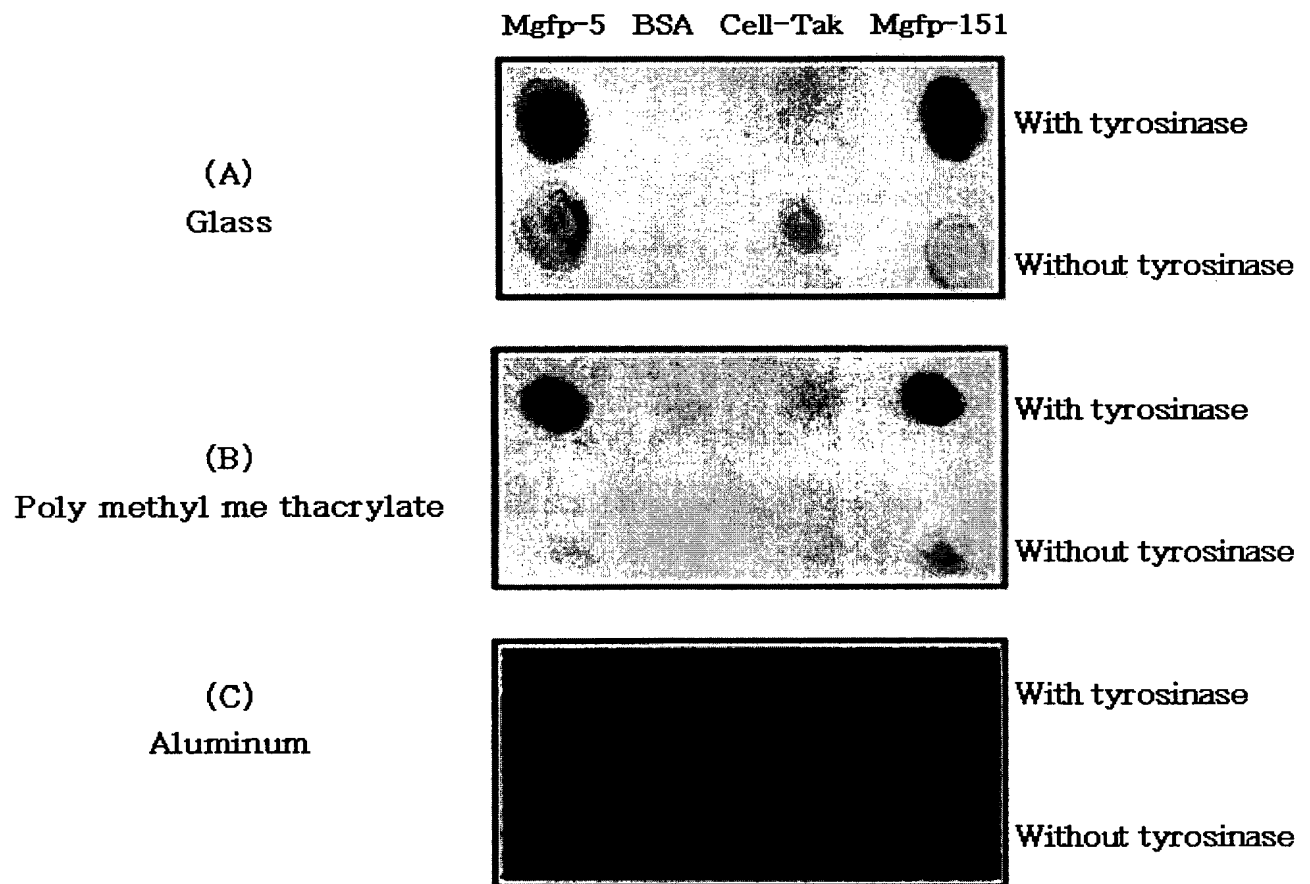 Mgfp-5 BSA Cell-Tak Mgfp-151
(A)
Glass
With tyrosinase
Without tyrosinase
(B)
Poly methyl me thacrylate
With tyrosinase
Without tyrosinase
(C)
Aluminum
With tyrosinase
Without tyrosinase